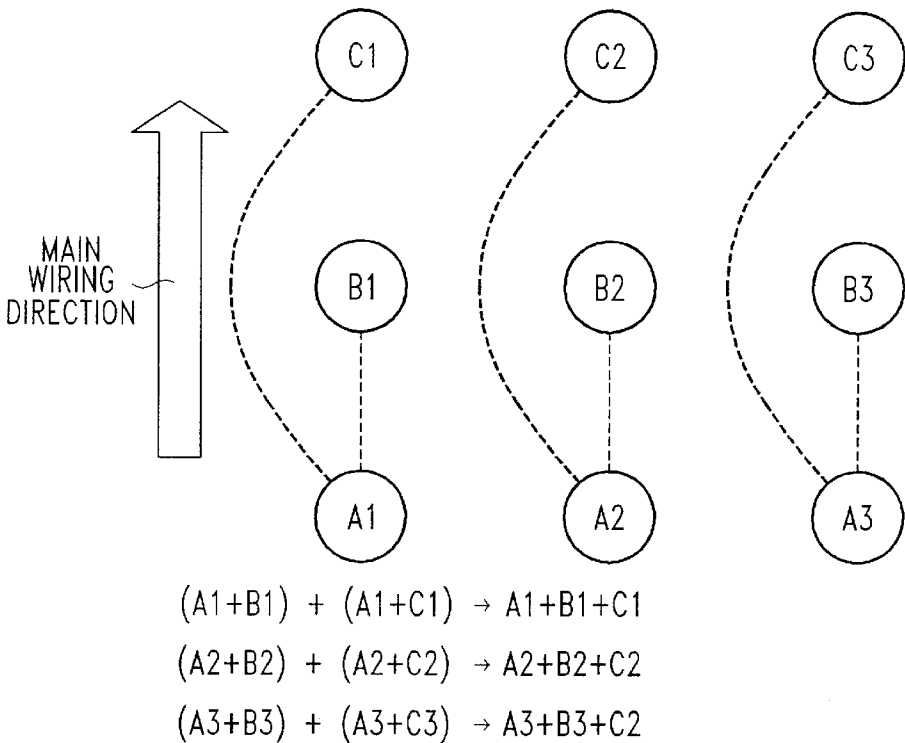 C1 C2 C3
MAIN
WIRING
DIRECTION
B1 B2 B3
A1 A2 A3
(A1+B1) + (A1+C1) → A1+B1+C1
(A2+B2) + (A2+C2) → A2+B2+C2
(A3+B3) + (A3+C3) → A3+B3+C2